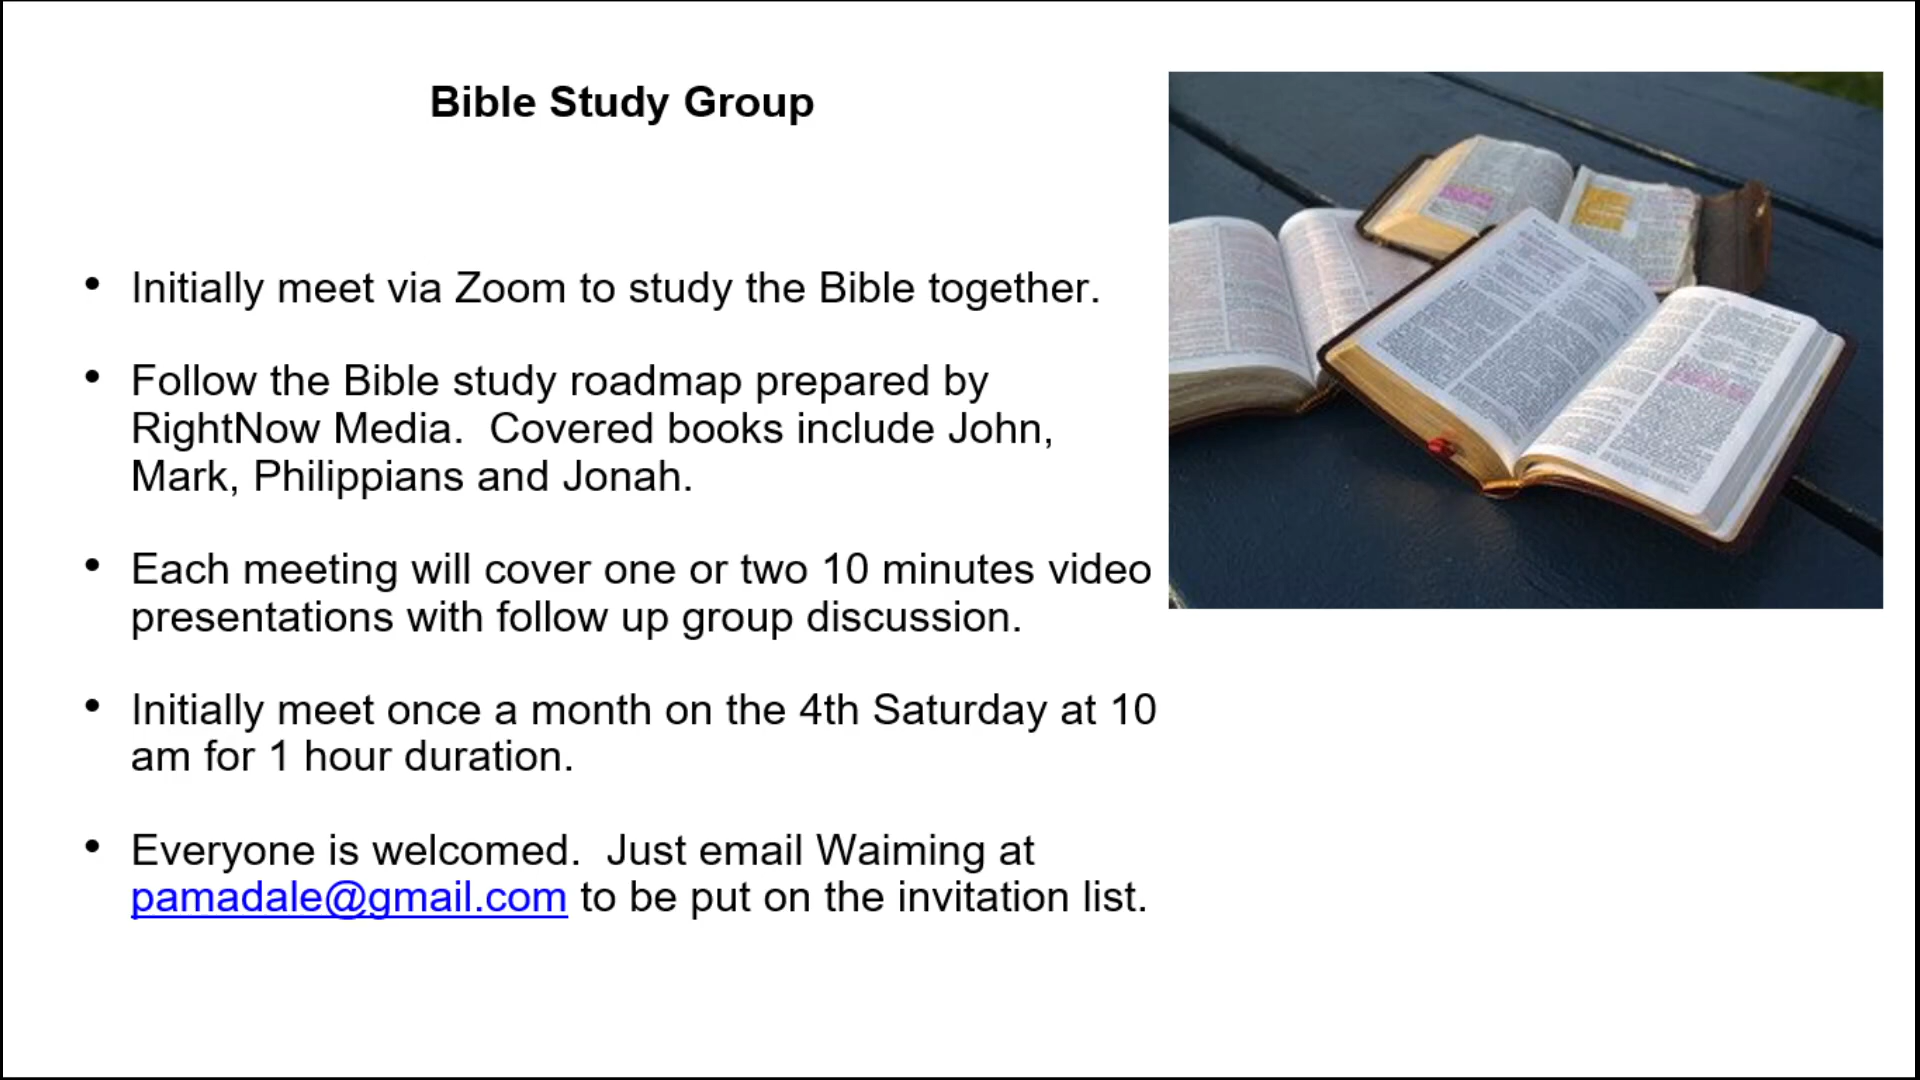 Bible Study Group
• Initially meet via Zoom to study the Bible together.
• Follow the Bible study roadmap prepared by
RightNow Media.  Covered books include John,
Mark, Philippians and Jonah.
• Each meeting will cover one or two 10 minutes video
presentations with follow up group discussion.
• Initially meet once a month on the 4th Saturday at 10
am for 1 hour duration.
• Everyone is welcomed.  Just email Waiming at
pamadale@gmail.com to be put on the invitation list.